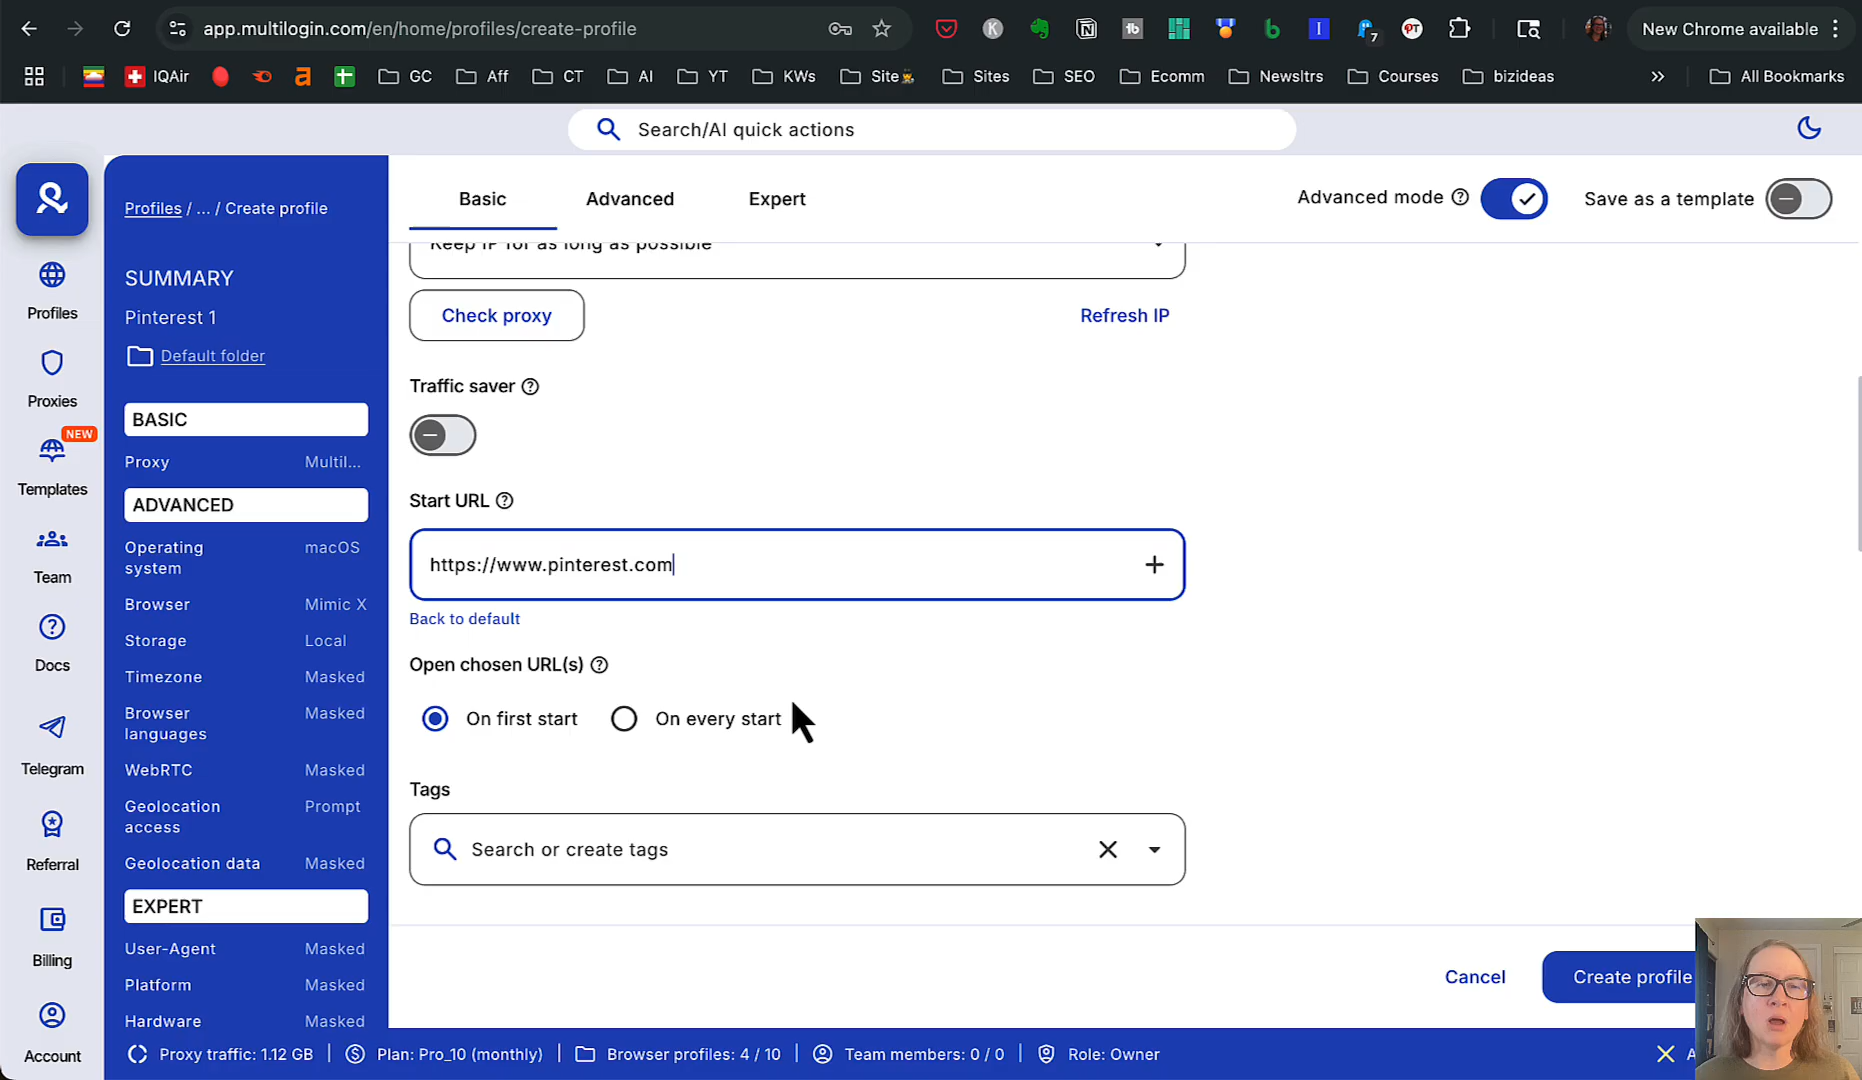 app.multilogin.com/en/home/profiles/create-profile
New Chrome available
7
IQAir
GC
Aff
CT
AI
YT
KWs
Site
Sites
SEO
Ecomm
Newsltrs
Courses
bizideas
All Bookmarks
Search/AI quick actions
Profiles / ... / Create profile
Basic
Advanced
Expert
Advanced mode
Save as a template
SUMMARY
Pinterest 1
Default folder
BASIC
Proxy Multil...
ADVANCED
Operating system macOS
Browser Mimic X
Storage Local
Timezone Masked
Browser languages Masked
WebRTC Masked
Geolocation access Prompt
Geolocation data Masked
EXPERT
User-Agent Masked
Platform Masked
Hardware Masked
Profiles
Proxies
NEW
Templates
Team
Docs
Telegram
Referral
Billing
Account
Keep IP for as long as possible
Check proxy
Refresh IP
Traffic saver
Start URL
https://www.pinterest.com
Back to default
Open chosen URL(s)
On first start
On every start
Tags
Search or create tags
Cancel
Create profile
Proxy traffic: 1.12 GB
Plan: Pro_10 (monthly)
Browser profiles: 4 / 10
Team members: 0 / 0
Role: Owner